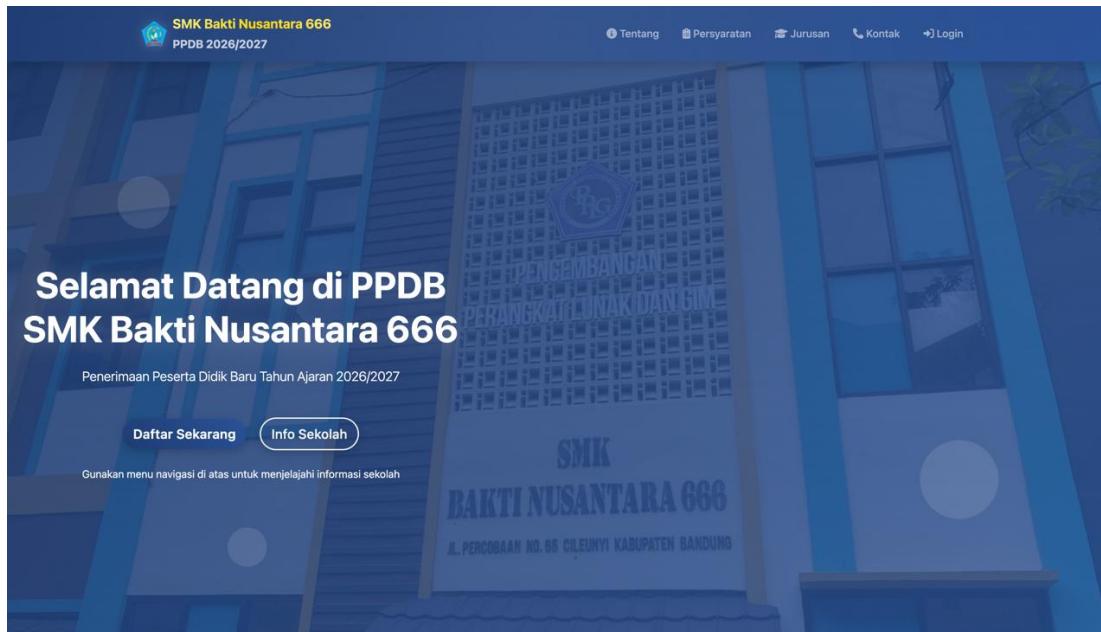 SMK Bakti Nusantara 666
PPDB 2026/2027
Tentang
Persyaratan
Jurusan
Kontak
Login
PRG
PENGEMBANGAN
PERANGKAT LUNAK DAN GIM
Selamat Datang di PPDB
SMK Bakti Nusantara 666
Penerimaan Peserta Didik Baru Tahun Ajaran 2026/2027
Daftar Sekarang
Info Sekolah
Gunakan menu navigasi di atas untuk menjelajahi informasi sekolah
SMK
BAKTI NUSANTARA 666
JL. PERCOBAAN NO. 65 CILEUNYI KABUPATEN BANDUNG